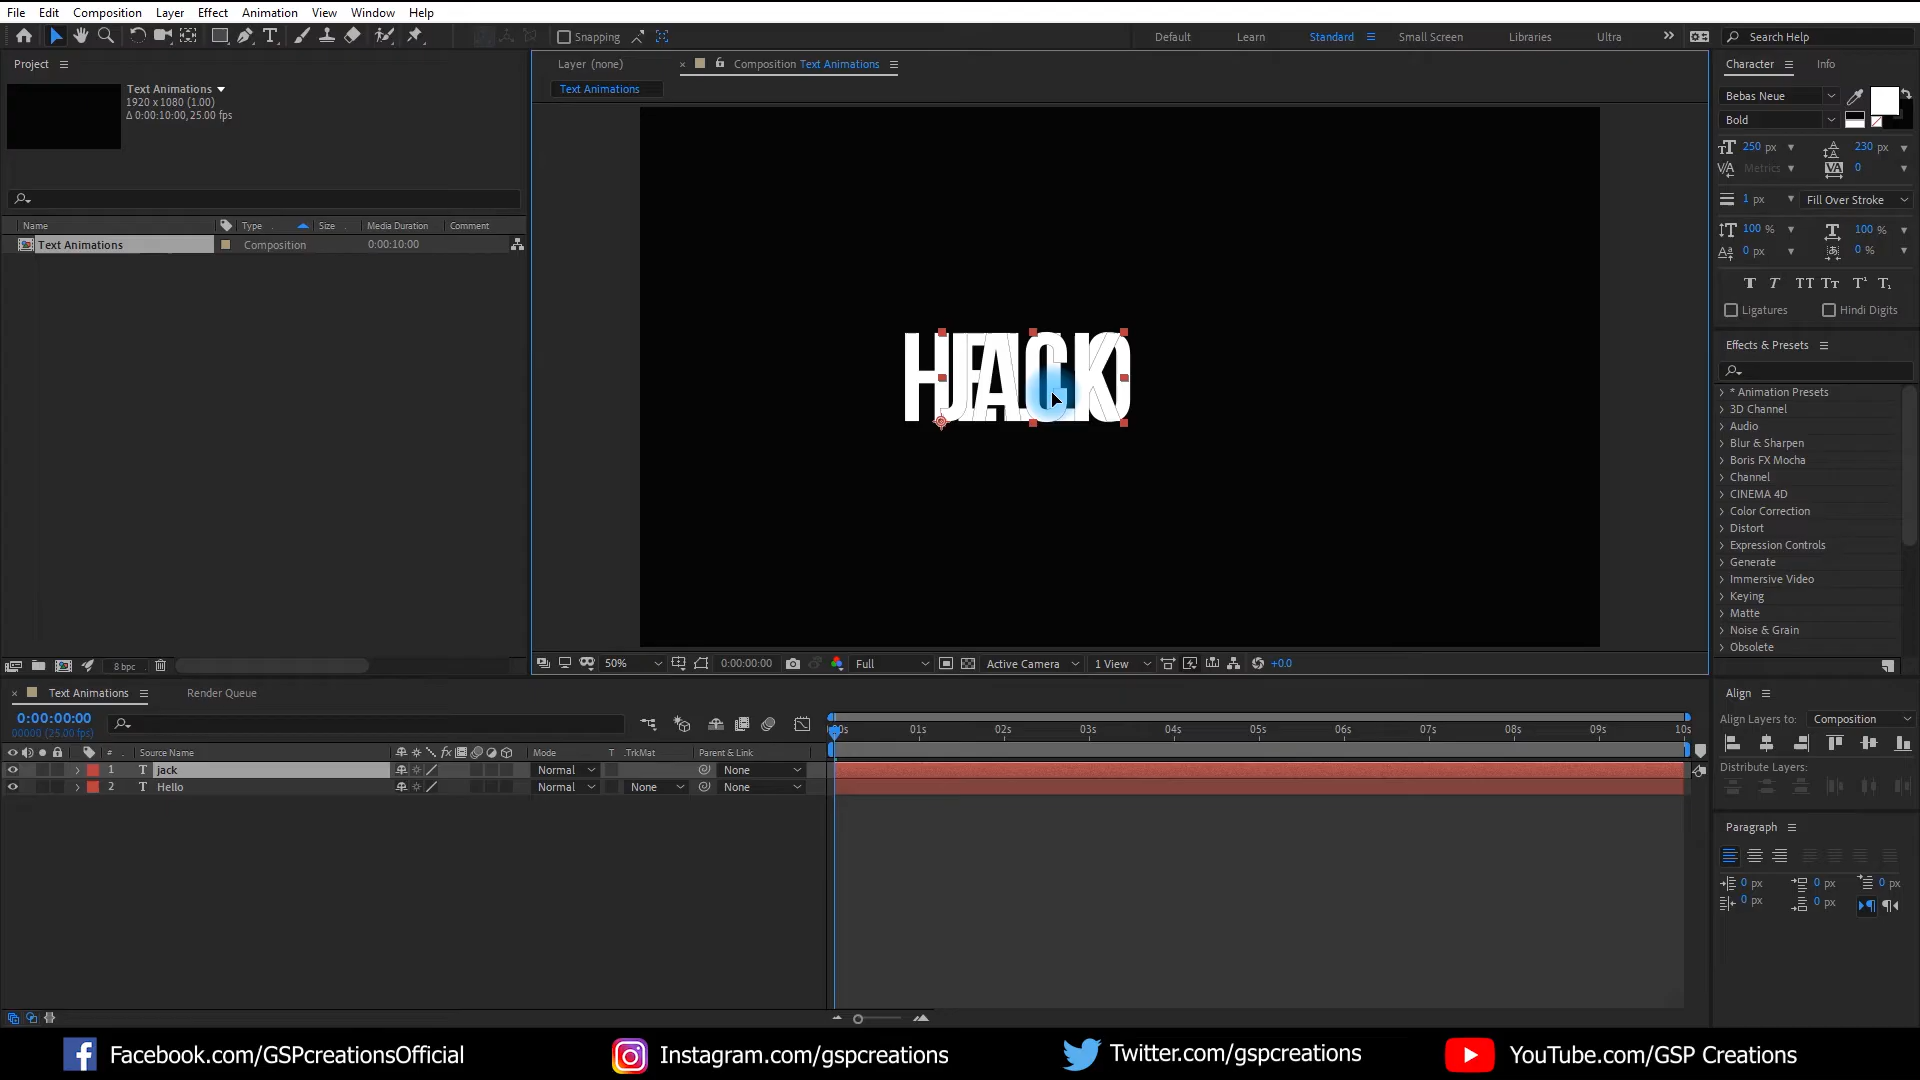 File Edit Composition Layer Effect Animation View Window Help
Snapping Default Learn Standard Small Screen Libraries Ultra Search Help
Project
Text Animations
1920 x 1080 (1.00)
Δ 0:00:10:00, 25.00 fps
Name Type Size Media Duration Comment
Text Animations Composition 0:00:10:00
8 bpc
Layer (none) Composition Text Animations
Text Animations
50% 0:00:00:00 Full Active Camera 1 View +0.0
Character Info
Bebas Neue
Bold
250 px 230 px
Metrics 0
1 px Fill Over Stroke
100 % 100 %
0 px 0 %
Ligatures Hindi Digits
Effects & Presets
* Animation Presets
3D Channel
Audio
Blur & Sharpen
Boris FX Mocha
Channel
CINEMA 4D
Color Correction
Distort
Expression Controls
Generate
Immersive Video
Keying
Matte
Noise & Grain
Obsolete
Text Animations Render Queue
0:00:00:00
00000 (25.00 fps)
:00s 01s 02s 03s 04s 05s 06s 07s 08s 09s 10s
# Source Name Mode T .TrkMat Parent & Link
1 T jack Normal None
2 T Hello Normal None None
Align
Align Layers to: Composition
Distribute Layers:
Paragraph
0 px 0 px 0 px
0 px 0 px
Facebook.com/GSPcreationsOfficial Instagram.com/gspcreations Twitter.com/gspcreations YouTube.com/GSP Creations